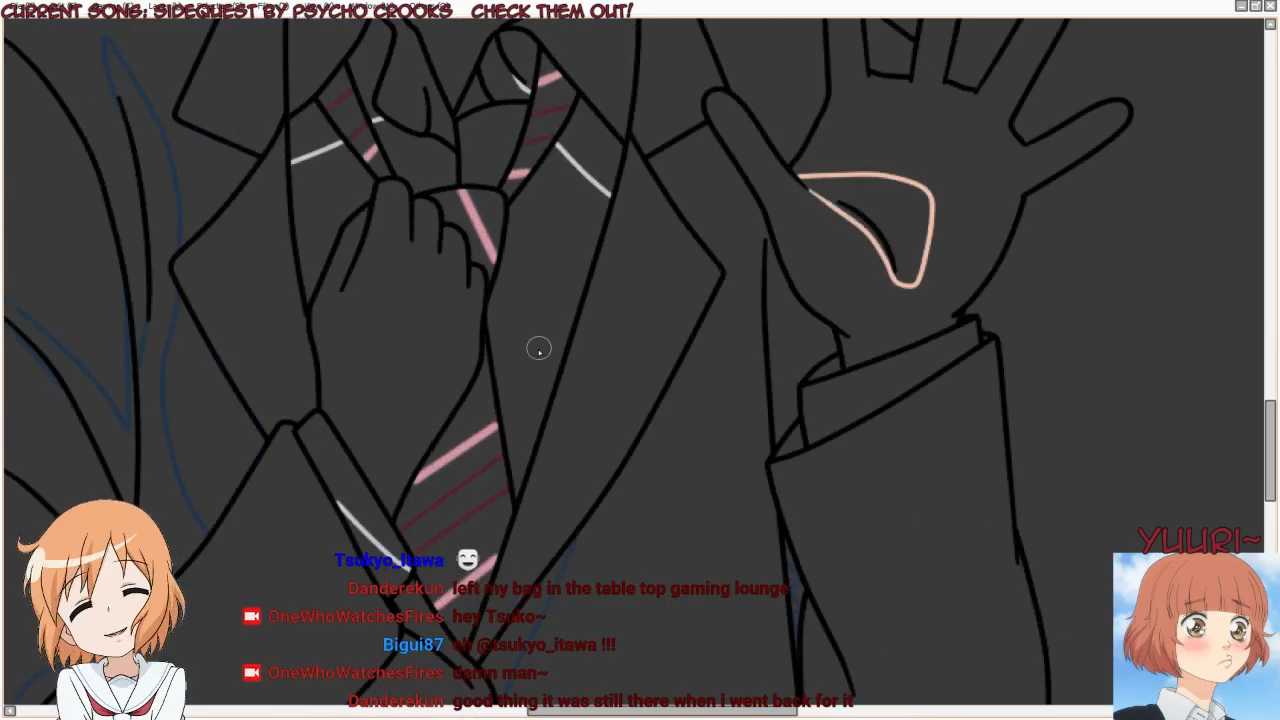 CURRENT SONG: SIDEQUEST BY PSYCHO CROOKS   CHECK THEM OUT!
YUURI~
Tsukyo_Itawa
Danderekun left my bag in the table top gaming lounge
OneWhoWatchesFires hey Tsuko~
Bigui87 eh @tsukyo_itawa !!!
OneWhoWatchesFires damn man~
Danderekun good thing it was still there when i went back for it